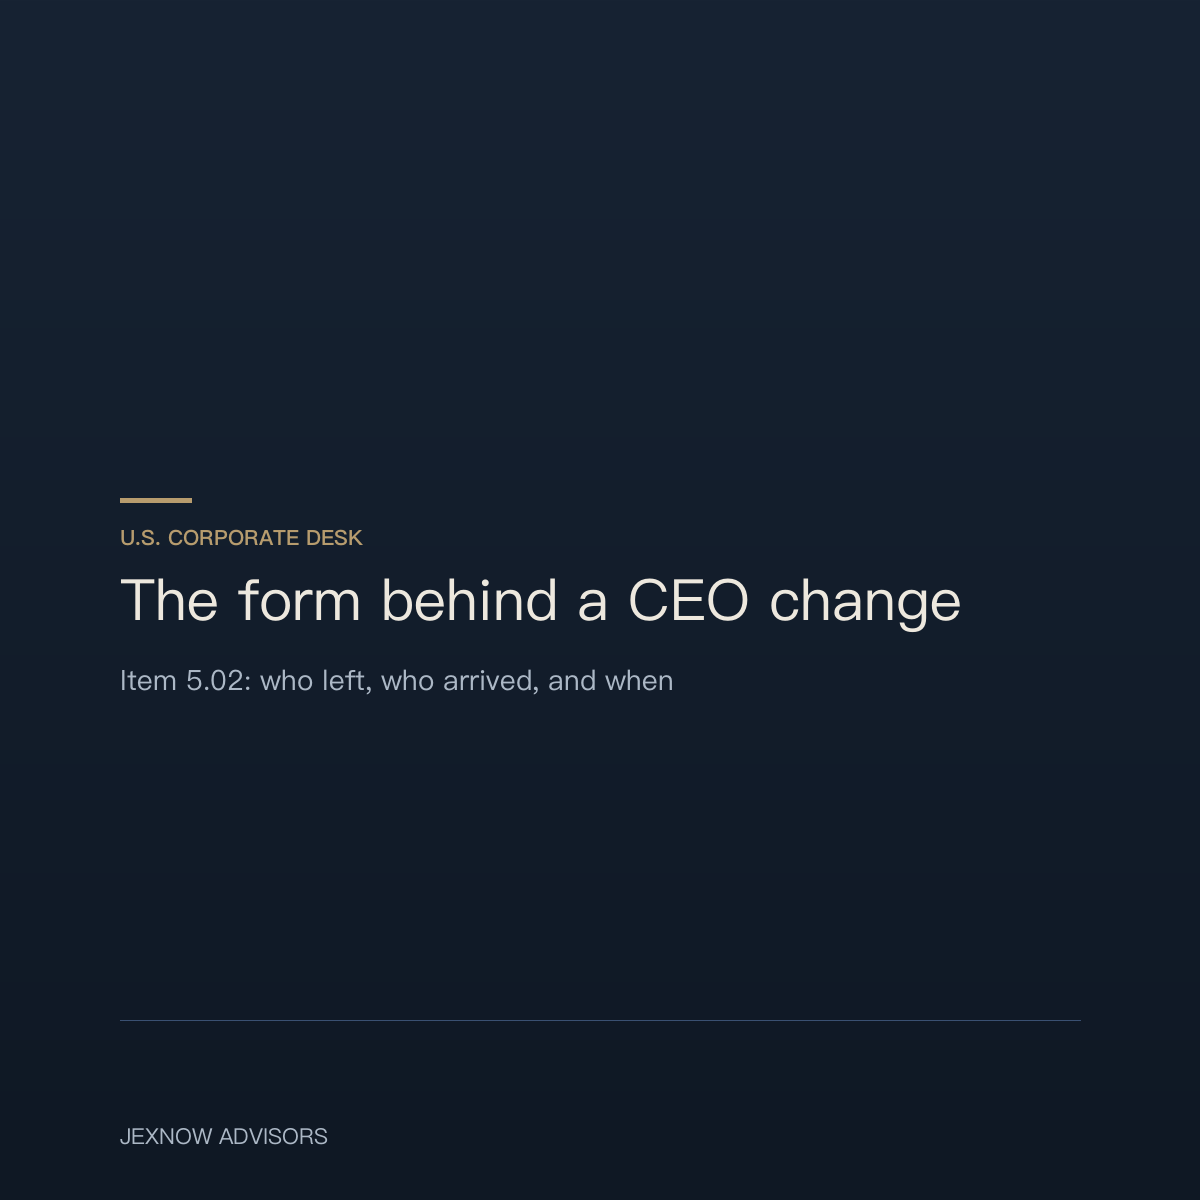 U.S. CORPORATE DESK
The form behind a CEO change
Item 5.02: who left, who arrived, and when
JEXNOW ADVISORS